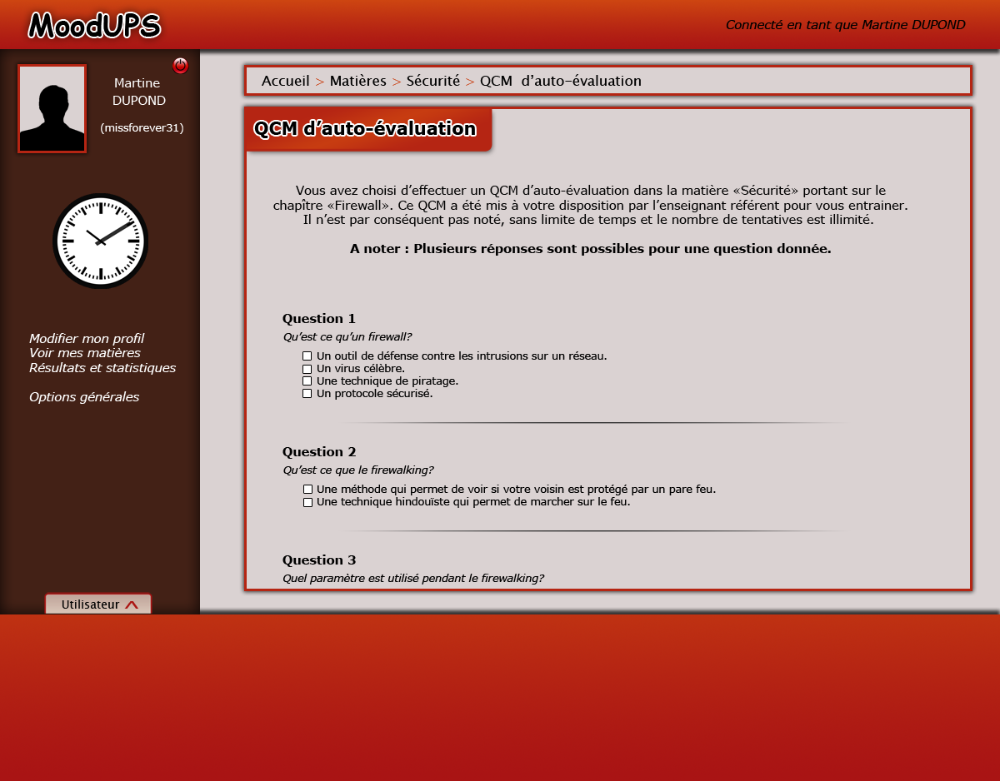 MoodUPS
Connecté en tant que Martine DUPOND
Martine
DUPOND
(missforever31)
Modifier mon profil
Voir mes matières
Résultats et statistiques
Options générales
Utilisateur
Accueil > Matières > Sécurité > QCM d’auto-évaluation
QCM d’auto-évaluation
Vous avez choisi d’effectuer un QCM d’auto-évaluation dans la matière «Sécurité» portant sur le
chapître «Firewall». Ce QCM a été mis à votre disposition par l’enseignant référent pour vous entrainer.
Il n’est par conséquent pas noté, sans limite de temps et le nombre de tentatives est illimité.
A noter : Plusieurs réponses sont possibles pour une question donnée.
Question 1
Qu’est ce qu’un firewall?
Un outil de défense contre les intrusions sur un réseau.
Un virus célèbre.
Une technique de piratage.
Un protocole sécurisé.
Question 2
Qu’est ce que le firewalking?
Une méthode qui permet de voir si votre voisin est protégé par un pare feu.
Une technique hindouïste qui permet de marcher sur le feu.
Question 3
Quel paramètre est utilisé pendant le firewalking?